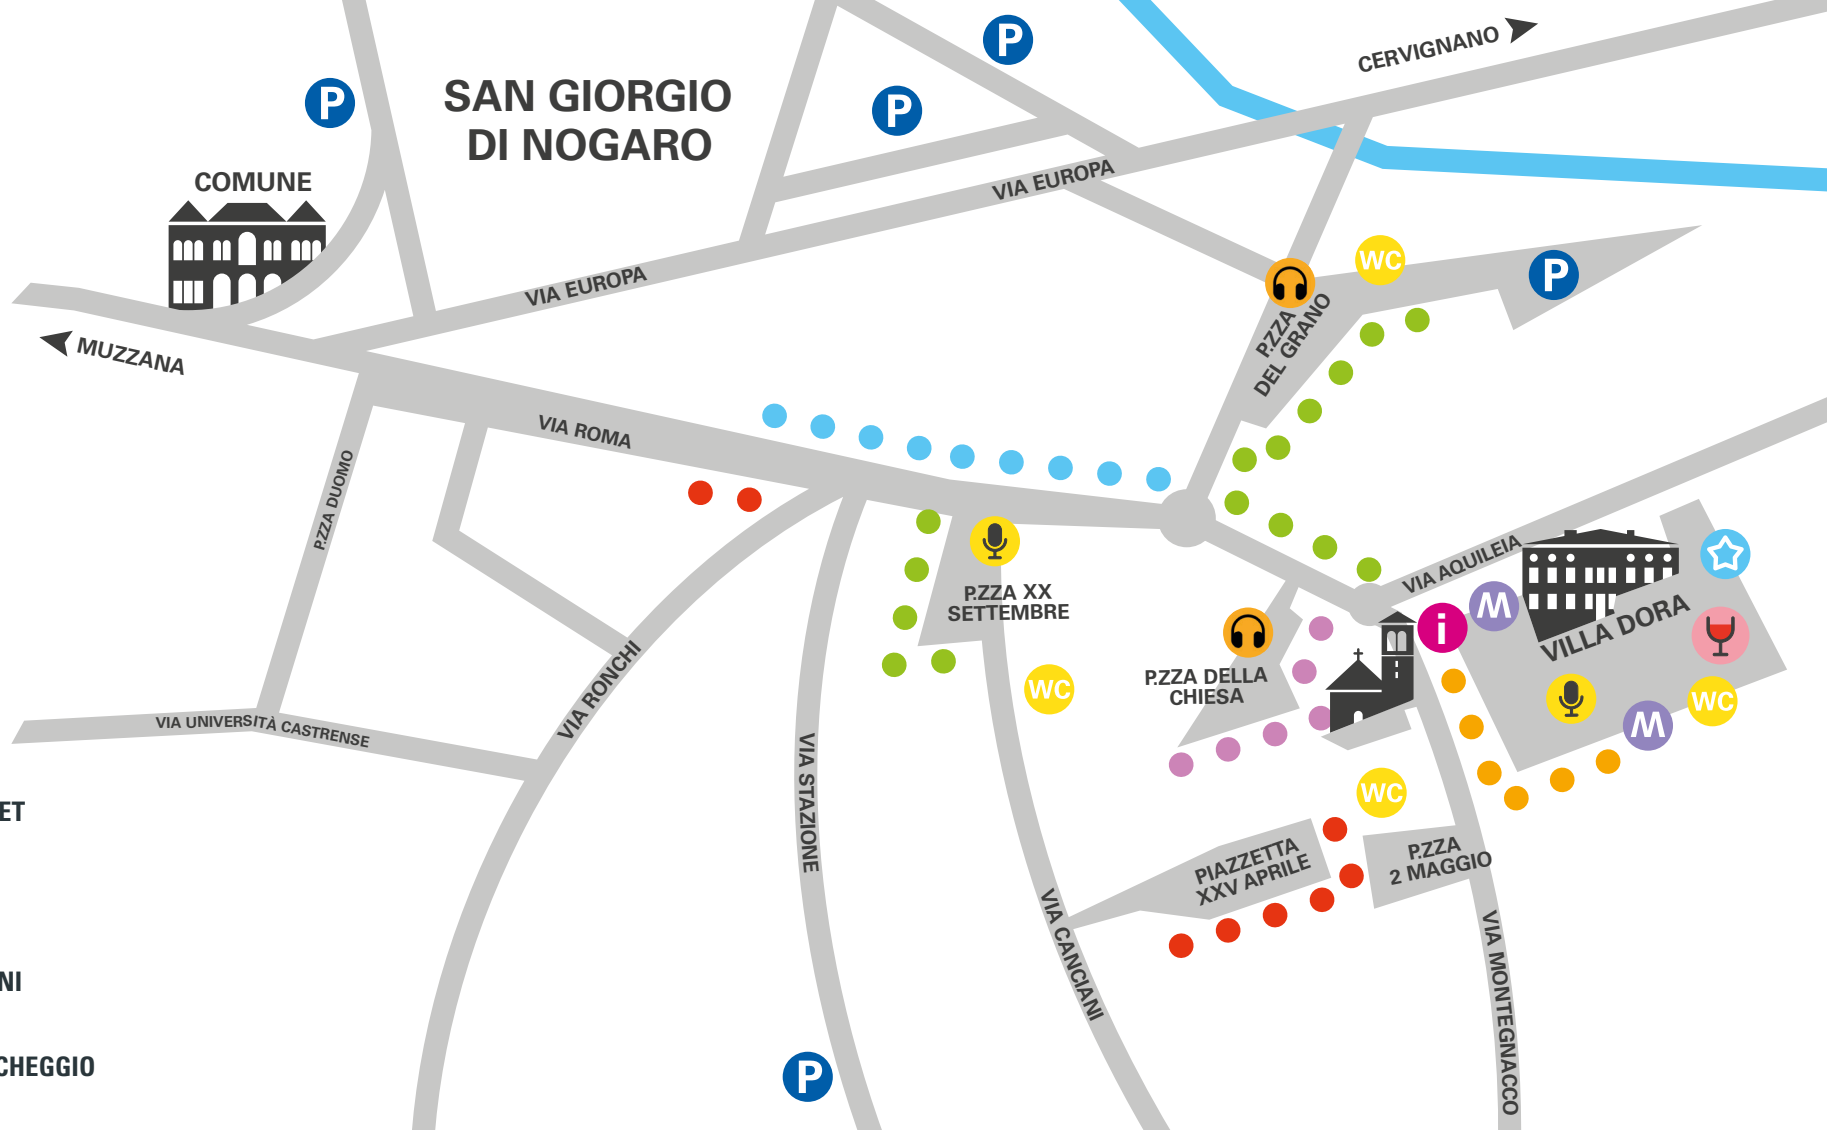 P
CERVIGNANO
SAN GIORGIO
DI NOGARO
P
P
COMUNE
VIA EUROPA
VIA EUROPA
WC
P
MUZZANA
P.ZZA
DEL GRANO
VIA ROMA
P.ZZA DUOMO
VIA AQUILEIA
P.ZZA XX
SETTEMBRE
i
M
VILLA DORA
P.ZZA DELLA
CHIESA
WC
WC
M
VIA RONCHI
VIA UNIVERSITÀ CASTRENSE
VIA STAZIONE
WC
ET
PIAZZETTA
XXV APRILE
P.ZZA
2 MAGGIO
VIA CANCIANI
VIA MONTEGNACCO
NI
CHEGGIO
P